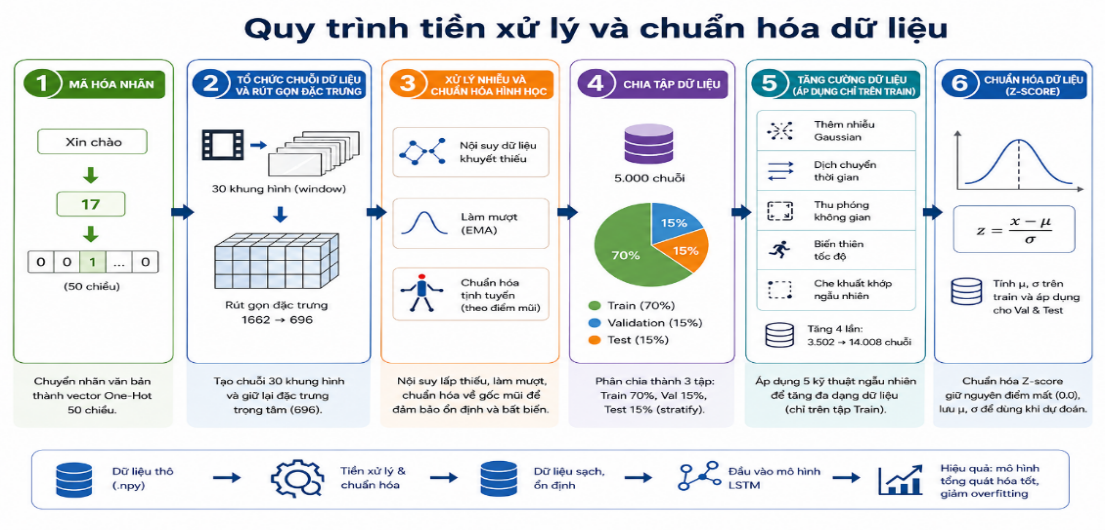 Quy trình tiền xử lý và chuẩn hóa dữ liệu
1
MÃ HÓA NHÃN
Xin chào
17
0 0 1 ... 0
(50 chiều)
Chuyển nhãn văn bản
thành vector One-Hot
50 chiều.
2
TỔ CHỨC CHUỖI DỮ LIỆU
VÀ RÚT GỌN ĐẶC TRƯNG
30 khung hình (window)
Rút gọn đặc trưng
1662 → 696
Tạo chuỗi 30 khung hình
và giữ lại đặc trưng
trọng tâm (696).
3
XỬ LÝ NHIỄU VÀ
CHUẨN HÓA HÌNH HỌC
Nội suy dữ liệu
khuyết thiếu
Làm mượt
(EMA)
Chuẩn hóa
tịnh tuyến
(theo điểm mũi)
Nội suy lấp thiếu, làm mượt,
chuẩn hóa về gốc mũi để
đảm bảo ổn định và bất biến.
4
CHIA TẬP DỮ LIỆU
5.000 chuỗi
15%
15%
70%
Train (70%)
Validation (15%)
Test (15%)
Phân chia thành 3 tập:
Train 70%, Val 15%,
Test 15% (stratify).
5
TĂNG CƯỜNG DỮ LIỆU
(ÁP DỤNG CHỈ TRÊN TRAIN)
Thêm nhiễu
Gaussian
Dịch chuyển
thời gian
Thu phóng
không gian
Biến thiên
tốc độ
Che khuất khớp
ngẫu nhiên
Tăng 4 lần:
3.502 → 14.008 chuỗi
Áp dụng 5 kỹ thuật ngẫu nhiên
để tăng đa dạng dữ liệu
(chỉ trên tập Train).
6
CHUẨN HÓA DỮ LIỆU
(Z-SCORE)
z = (x − μ) / σ
Tính μ, σ trên
train và áp dụng
cho Val & Test
Chuẩn hóa Z-score
giữ nguyên điểm mất (0.0),
lưu μ, σ để dùng khi dự đoán.
Dữ liệu thô
(.npy)
Tiền xử lý &
chuẩn hóa
Dữ liệu sạch,
ổn định
Đầu vào mô hình
LSTM
Hiệu quả: mô hình
tổng quát hóa tốt,
giảm overfitting